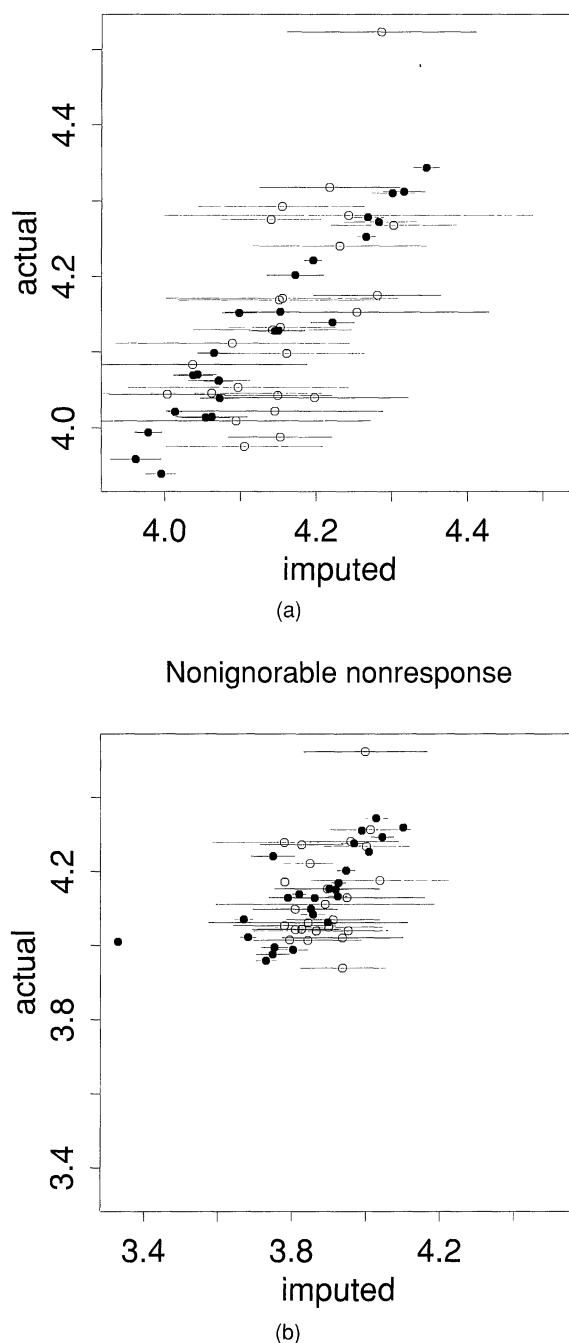 4.4
4.2
4.0
actual
4.0 4.2 4.4
imputed
(a)
Nonignorable nonresponse
4.2
3.8
3.4
actual
3.4 3.8 4.2
imputed
(b)